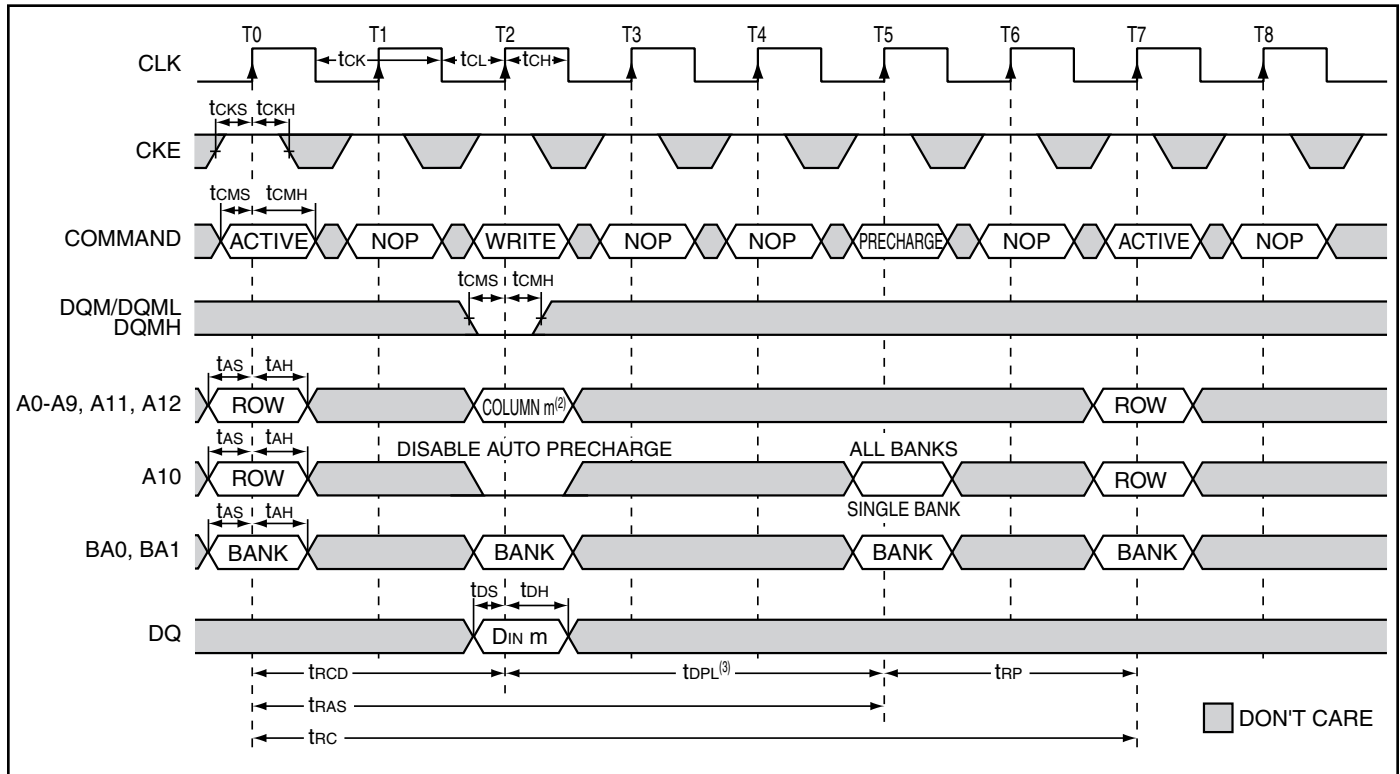 T0 T1 T2 T3 T4 T5 T6 T7 T8
CLK
tCK tCL tCH
tCKS tCKH
CKE
tCMS tCMH
COMMAND ACTIVE NOP WRITE NOP NOP PRECHARGE NOP ACTIVE NOP
tCMS tCMH
DQM/DQML
DQMH
tAS tAH
A0-A9, A11, A12 ROW COLUMN m(2) ROW
tAS tAH DISABLE AUTO PRECHARGE ALL BANKS
A10 ROW ROW
SINGLE BANK
tAS tAH
BA0, BA1 BANK BANK BANK BANK
tDS tDH
DQ DIN m
tRCD tDPL(3) tRP
tRAS
DON'T CARE
tRC